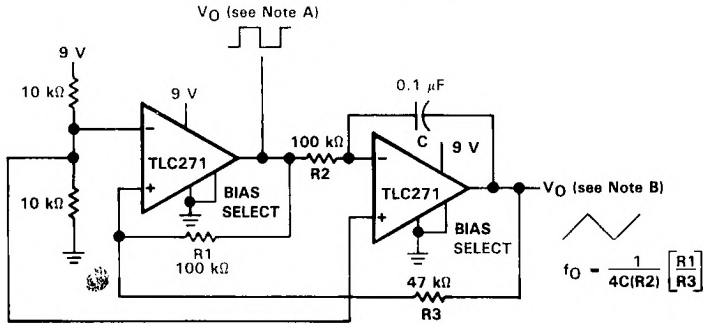 VO (see Note A)
9 V
10 kΩ
9 V
−
TLC271
+
10 kΩ
BIAS
SELECT
R1
100 kΩ
100 kΩ
R2
0.1 μF
C
9 V
−
TLC271
+
BIAS
SELECT
VO (see Note B)
47 kΩ
R3
fO = 1/4C(R2) [R1/R3]